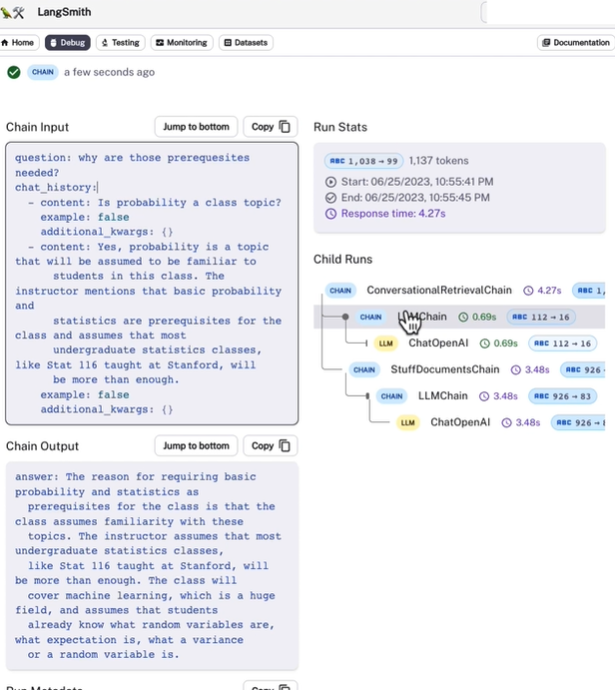 LangSmith
Home
Debug
Testing
Monitoring
Datasets
Documentation
CHAIN a few seconds ago
Chain Input
Jump to bottom
Copy
question: why are those prerequesites
needed?
chat_history:
- content: Is probability a class topic?
example: false
additional_kwargs: {}
- content: Yes, probability is a topic
that will be assumed to be familiar to
students in this class. The
instructor mentions that basic probability
and
statistics are prerequisites for the
class and assumes that most
undergraduate statistics classes,
like Stat 116 taught at Stanford, will
be more than enough.
example: false
additional_kwargs: {}
Chain Output
Jump to bottom
Copy
answer: The reason for requiring basic
probability and statistics as
prerequisites for the class is that the
class assumes familiarity with these
topics. The instructor assumes that most
undergraduate statistics classes,
like Stat 116 taught at Stanford, will
be more than enough. The class will
cover machine learning, which is a huge
field, and assumes that students
already know what random variables are,
what expectation is, what a variance
or a random variable is.
Run Stats
ABC 1,038→99 1,137 tokens
Start: 06/25/2023, 10:55:41 PM
End: 06/25/2023, 10:55:45 PM
Response time: 4.27s
Child Runs
CHAIN ConversationalRetrievalChain 4.27s ABC 1,
CHAIN 0.69s ABC 112→16
LLM ChatOpenAI 0.69s ABC 112→16
CHAIN StuffDocumentsChain 3.48s ABC 926
CHAIN LLMChain 3.48s ABC 926→83
LLM ChatOpenAI 3.48s ABC 926→